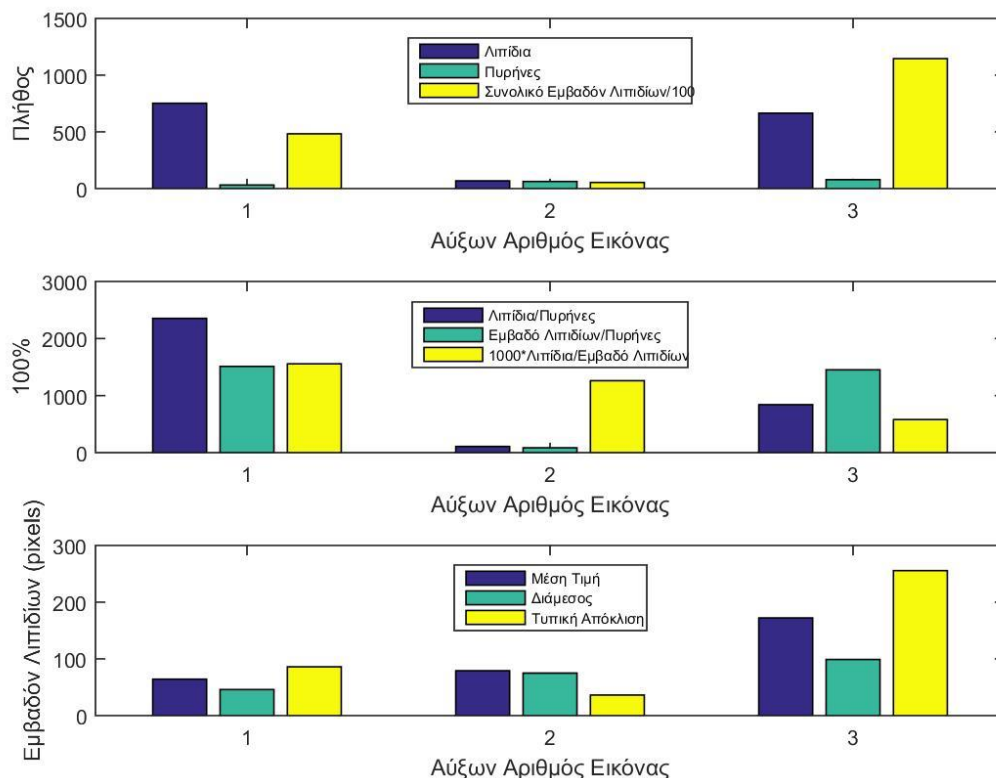 1500
1000
500
0
Πλήθος
Λιπίδια
Πυρήνες
Συνολικό Εμβαδόν Λιπιδίων/100
1 2 3
Αύξων Αριθμός Εικόνας
3000
2000
1000
0
100%
Λιπίδια/Πυρήνες
Εμβαδό Λιπιδίων/Πυρήνες
1000*Λιπίδια/Εμβαδό Λιπιδίων
1 2 3
Αύξων Αριθμός Εικόνας
300
200
100
0
Εμβαδόν Λιπιδίων (pixels)
Μέση Τιμή
Διάμεσος
Τυπική Απόκλιση
1 2 3
Αύξων Αριθμός Εικόνας